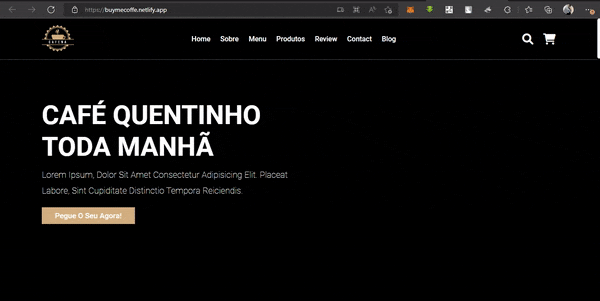 https://buymecoffe.netlify.app
Home Sobre Menu Produtos Review Contact Blog
CAFÉ QUENTINHO
TODA MANHÃ
Lorem Ipsum, Dolor Sit Amet Consectetur Adipisicing Elit. Placeat
Labore, Sint Cupiditate Distinctio Tempora Reiciendis.
Pegue O Seu Agora!